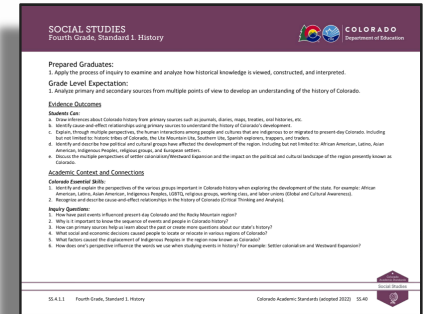 SOCIAL STUDIES
Fourth Grade, Standard 1. History
COLORADO
Department of Education
Prepared Graduates:
1. Apply the process of inquiry to examine and analyze how historical knowledge is viewed, constructed, and interpreted.
Grade Level Expectation:
1. Analyze primary and secondary sources from multiple points of view to develop an understanding of the history of Colorado.
Evidence Outcomes
Students Can:
a. Draw inferences about Colorado history from primary sources such as journals, diaries, maps, treaties, oral histories, etc.
b. Identify cause-and-effect relationships using primary sources to understand the history of Colorado's development.
c. Explain, through multiple perspectives, the human interactions among people and cultures that are indigenous to or migrated to present-day Colorado. Including
but not limited to: historic tribes of Colorado, the Ute Mountain Ute, Southern Ute, Spanish explorers, trappers, and traders.
d. Identify and describe how political and cultural groups have affected the development of the region. Including but not limited to: African American, Latino, Asian
American, Indigenous Peoples, religious groups, and European settlers.
e. Discuss the multiple perspectives of settler colonialism/Westward Expansion and the impact on the political and cultural landscape of the region presently known as
Colorado.
Academic Context and Connections
Colorado Essential Skills:
1. Identify and explain the perspectives of the various groups important in Colorado history when exploring the development of the state. For example: African
American, Latino, Asian American, Indigenous Peoples, LGBTQ, religious groups, working class, and labor unions (Global and Cultural Awareness).
2. Recognize and describe cause-and-effect relationships in the history of Colorado (Critical Thinking and Analysis).
Inquiry Questions:
1. How have past events influenced present-day Colorado and the Rocky Mountain region?
2. Why is it important to know the sequence of events and people in Colorado history?
3. How can primary sources help us learn about the past or create more questions about our state's history?
4. What social and economic decisions caused people to locate or relocate in various regions of Colorado?
5. What factors caused the displacement of Indigenous Peoples in the region now known as Colorado?
6. How does one's perspective influence the words we use when studying events in history? For example: Settler colonialism and Westward Expansion?
Social Studies
SS.4.1.1 Fourth Grade, Standard 1. History
Colorado Academic Standards (adopted 2022) SS.40